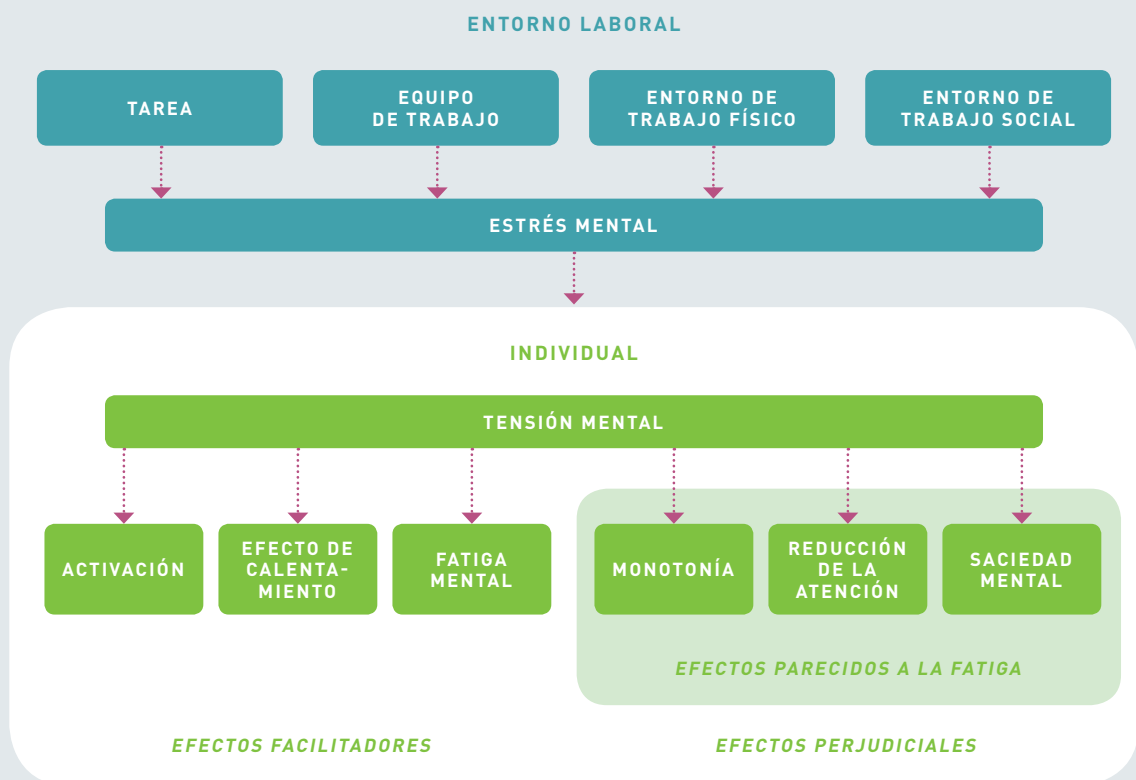 ENTORNO LABORAL
TAREA
EQUIPO
DE TRABAJO
ENTORNO DE
TRABAJO FÍSICO
ENTORNO DE
TRABAJO SOCIAL
ESTRÉS MENTAL
INDIVIDUAL
TENSIÓN MENTAL
ACTIVACIÓN
EFECTO DE
CALENTA-
MIENTO
FATIGA
MENTAL
MONOTONÍA
REDUCCIÓN
DE LA
ATENCIÓN
SACIEDAD
MENTAL
EFECTOS PARECIDOS A LA FATIGA
EFECTOS FACILITADORES
EFECTOS PERJUDICIALES